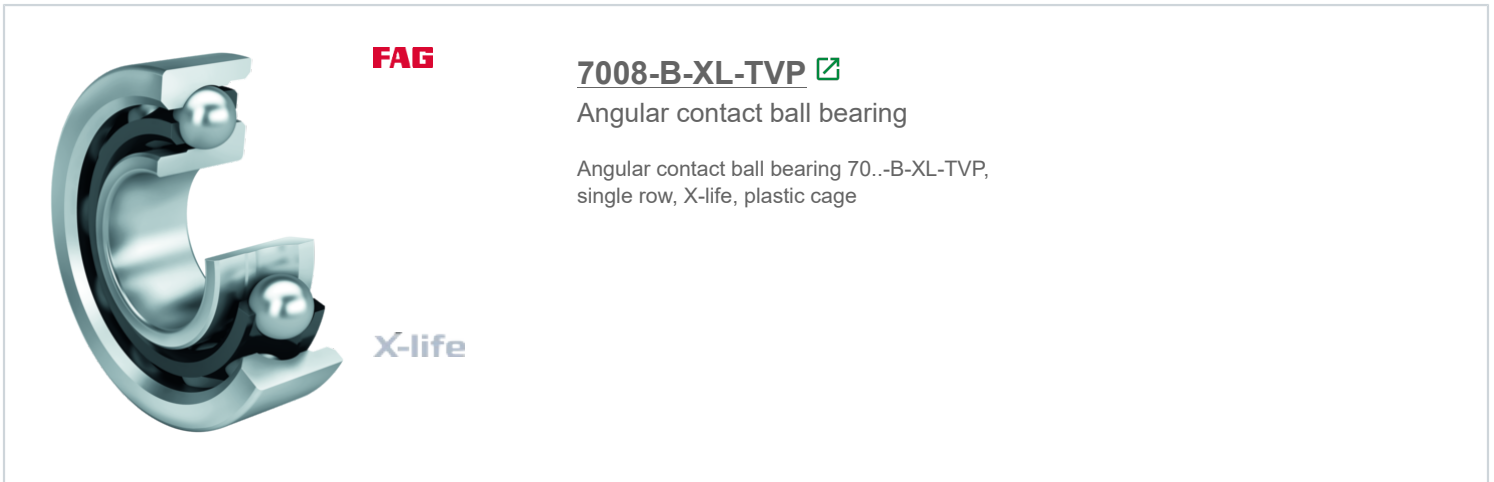 FAG
7008-B-XL-TVP
Angular contact ball bearing
Angular contact ball bearing 70..-B-XL-TVP,
single row, X-life, plastic cage
X-life